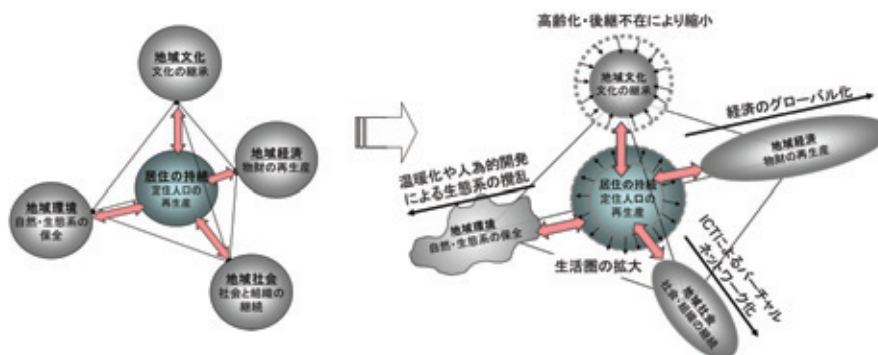 地域文化
文化の継承
地域経済
物財の再生産
居住の持続
定住人口の
再生産
地域環境
自然・生態系の
保全
地域社会
社会と組織の
継続
高齢化・後継不在により縮小
地域文化
文化の継承
経済のグローバル化
地域経済
物財の再生産
温暖化や人為的開発
による生態系の攪乱
居住の持続
定住人口の
再生産
地域環境
自然・生態系の保全
生活圏の拡大
ICTによるバーチャル
ネットワーク化
地域社会
社会・組織の継続